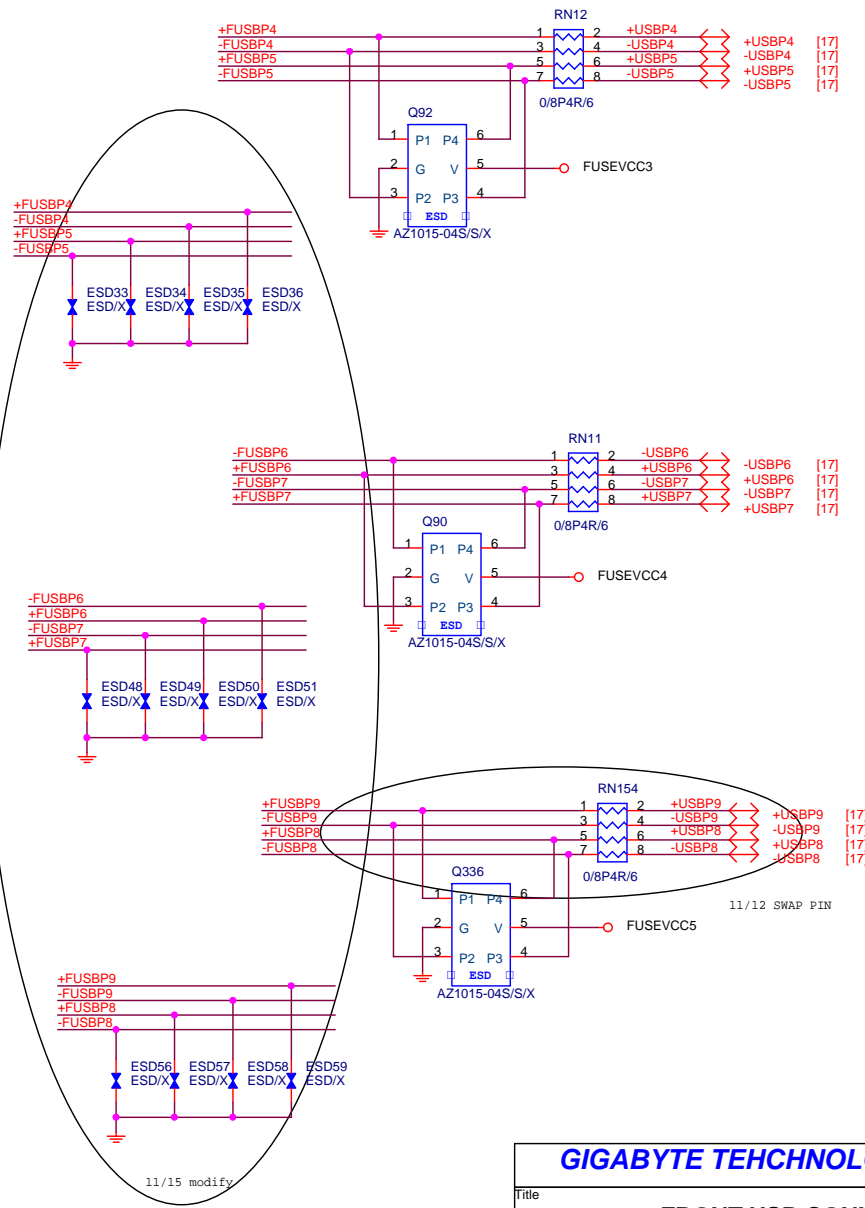 RN12
+FUSBP4 1 2 +USBP4 +USBP4 [17]
-FUSBP4 3 4 -USBP4 -USBP4 [17]
+FUSBP5 5 6 +USBP5 +USBP5 [17]
-FUSBP5 7 8 -USBP5 -USBP5 [17]
0/8P4R/6
Q92
1 P1 P4 6
2 G V 5 FUSEVCC3
3 P2 P3 4
ESD
AZ1015-04S/S/X
+FUSBP4
-FUSBP4
+FUSBP5
-FUSBP5
ESD33 ESD34 ESD35 ESD36
ESD/X ESD/X ESD/X ESD/X
RN11
-FUSBP6 1 2 -USBP6 -USBP6 [17]
+FUSBP6 3 4 +USBP6 +USBP6 [17]
-FUSBP7 5 6 -USBP7 -USBP7 [17]
+FUSBP7 7 8 +USBP7 +USBP7 [17]
0/8P4R/6
Q90
1 P1 P4 6
2 G V 5 FUSEVCC4
3 P2 P3 4
ESD
AZ1015-04S/S/X
-FUSBP6
+FUSBP6
-FUSBP7
+FUSBP7
ESD48 ESD49 ESD50 ESD51
ESD/X ESD/X ESD/X ESD/X
RN154
+FUSBP9 1 2 +USBP9 +USBP9 [17]
-FUSBP9 3 4 -USBP9 -USBP9 [17]
+FUSBP8 5 6 +USBP8 +USBP8 [17]
-FUSBP8 7 8 -USBP8 -USBP8 [17]
0/8P4R/6
Q336
1 P1 P4 6
2 G V 5 FUSEVCC5
3 P2 P3 4
ESD
AZ1015-04S/S/X
11/12 SWAP PIN
+FUSBP9
-FUSBP9
+FUSBP8
-FUSBP8
ESD56 ESD57 ESD58 ESD59
ESD/X ESD/X ESD/X ESD/X
11/15 modify
GIGABYTE TEHCHNOL
Title